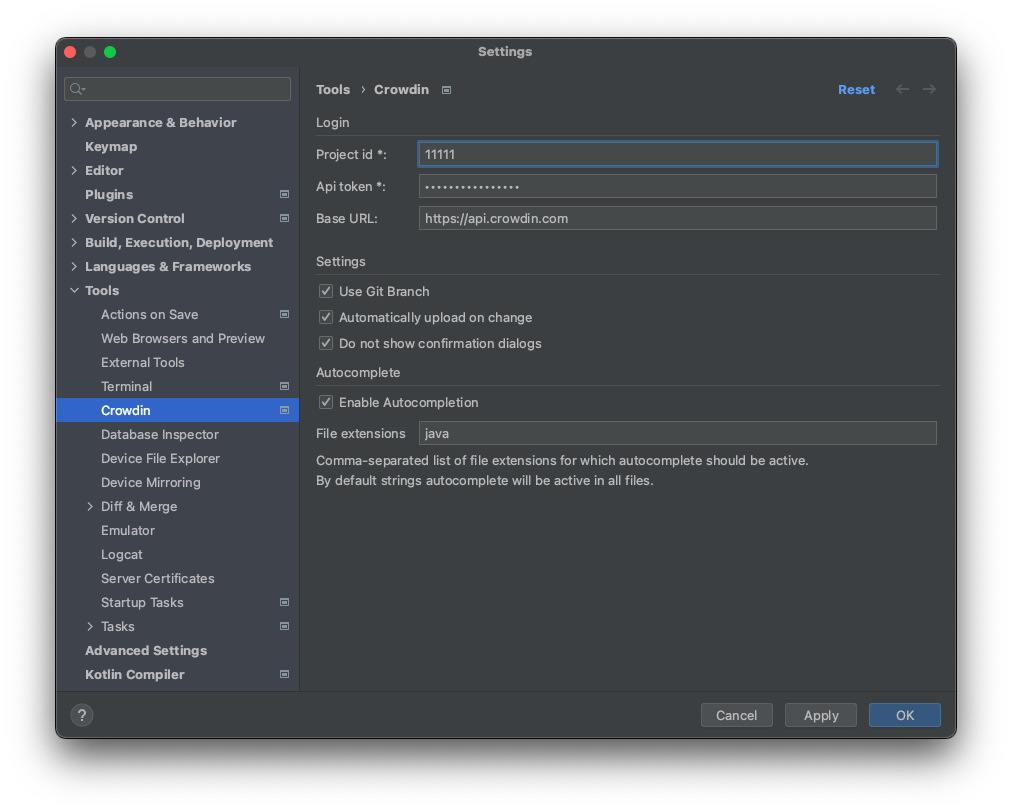 Settings
Appearance & Behavior
Keymap
Editor
Plugins
Version Control
Build, Execution, Deployment
Languages & Frameworks
Tools
Actions on Save
Web Browsers and Preview
External Tools
Terminal
Crowdin
Database Inspector
Device File Explorer
Device Mirroring
Diff & Merge
Emulator
Logcat
Server Certificates
Startup Tasks
Tasks
Advanced Settings
Kotlin Compiler
Tools › Crowdin Reset
Login
Project id *: 11111
Api token *: ••••••••••••••••
Base URL: https://api.crowdin.com
Settings
Use Git Branch
Automatically upload on change
Do not show confirmation dialogs
Autocomplete
Enable Autocompletion
File extensions java
Comma-separated list of file extensions for which autocomplete should be active.
By default strings autocomplete will be active in all files.
? Cancel Apply OK